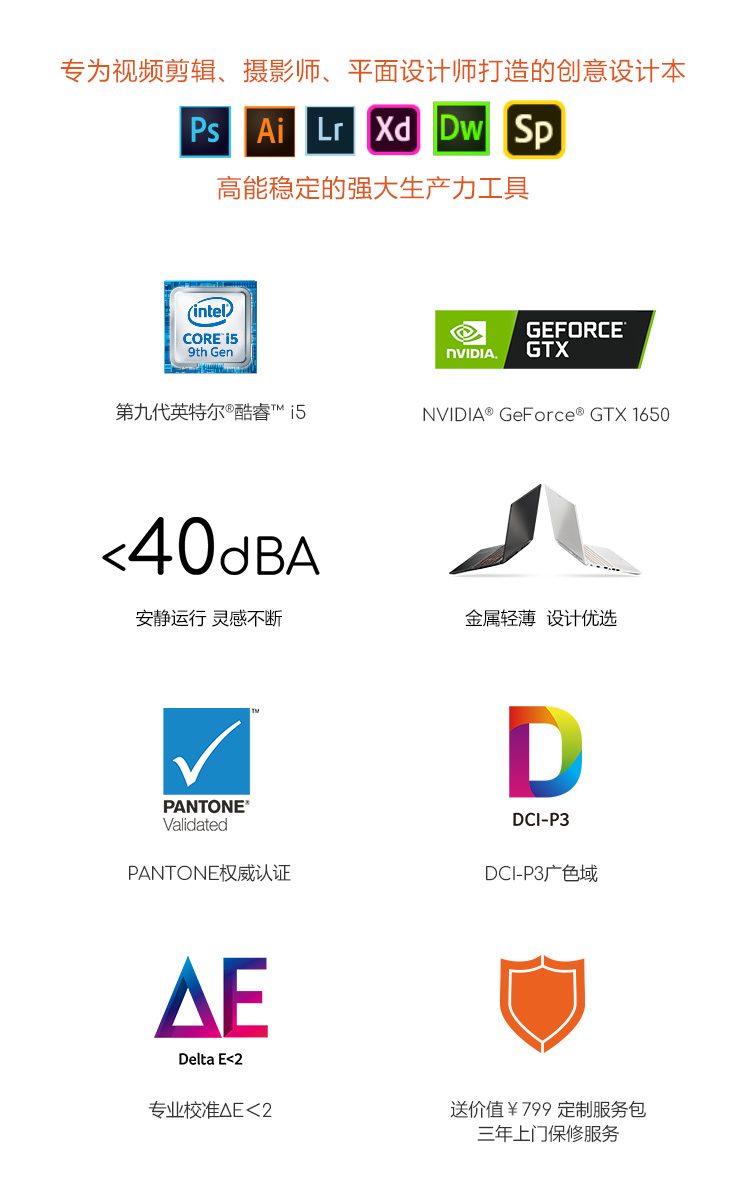 专为视频剪辑、摄影师、平面设计师打造的创意设计本
Ps Ai Lr Xd Dw Sp
高能稳定的强大生产力工具
intel
CORE™ i5
9th Gen
第九代英特尔®酷睿™ i5
NVIDIA.
GEFORCE®
GTX
NVIDIA® GeForce® GTX 1650
<40dBA
安静运行 灵感不断
金属轻薄 设计优选
™
PANTONE®
Validated
PANTONE权威认证
D
DCI-P3
DCI-P3广色域
ΔE
Delta E<2
专业校准ΔE＜2
送价值￥799 定制服务包
三年上门保修服务